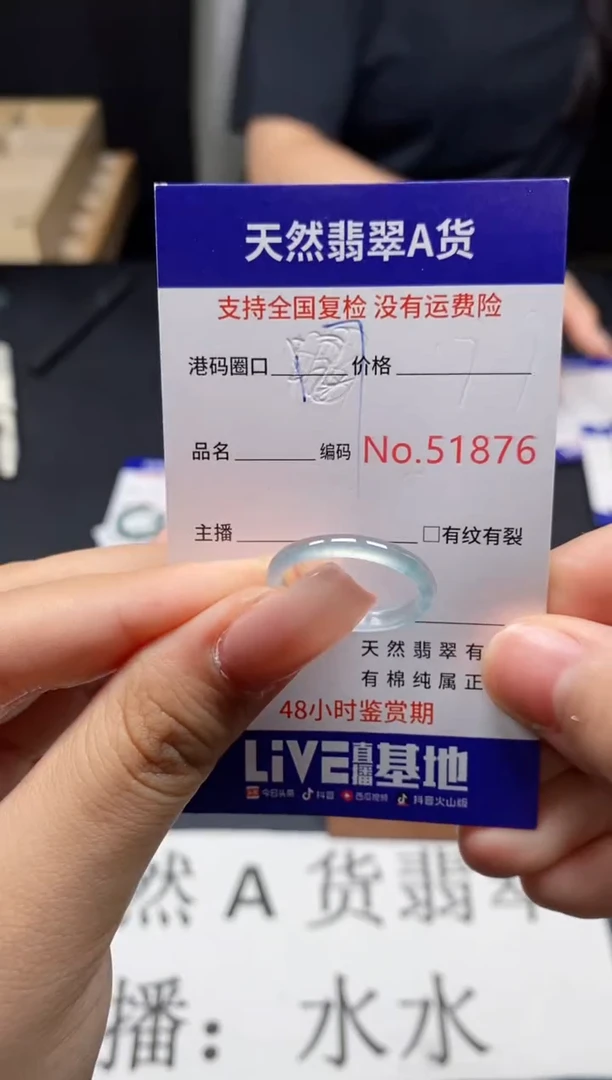 天然翡翠A货
支持全国复检 没有运费险
港码圈口 价格
品名 编码 No.51876
主播 □有纹有裂
天然翡翠有
有棉纯属正
48小时鉴赏期
LiVE直播基地
今日头条 抖音 西瓜视频 抖音火山版
然A货翡翠
播：水水